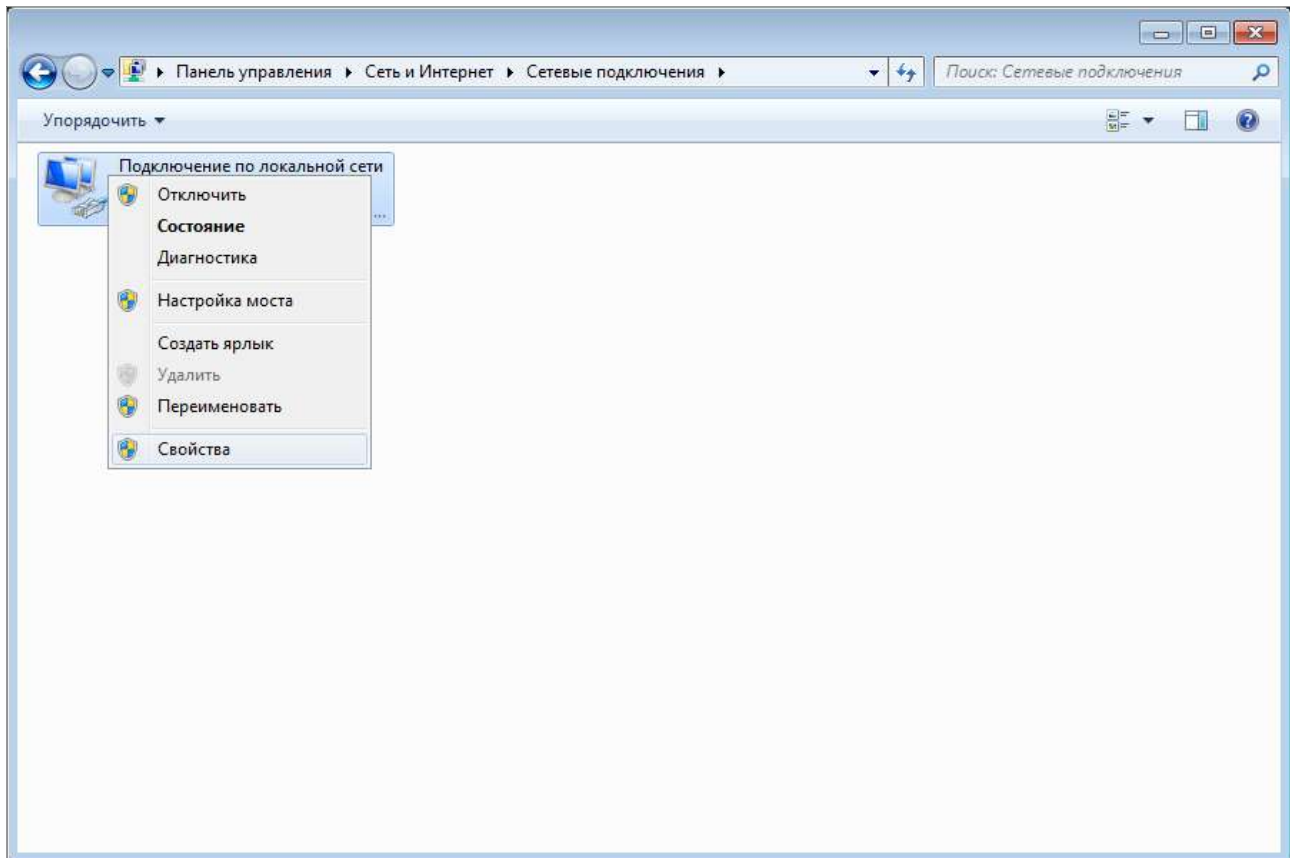 Панель управления Сеть и Интернет Сетевые подключения Поиск: Сетевые подключения
Упорядочить
Подключение по локальной сети
...
Отключить
Состояние
Диагностика
Настройка моста
Создать ярлык
Удалить
Переименовать
Свойства